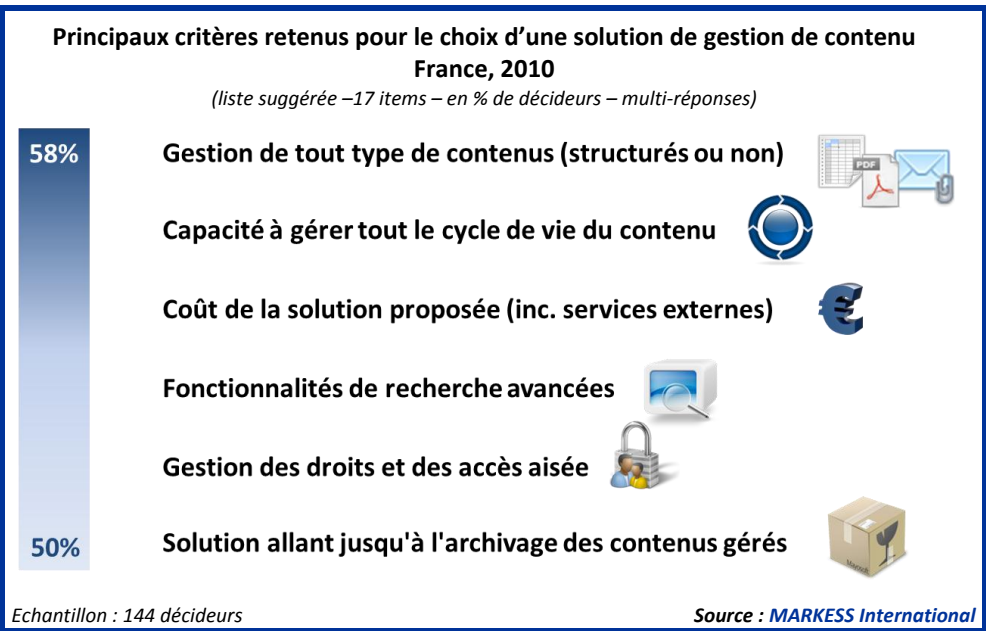 Principaux critères retenus pour le choix d’une solution de gestion de contenu
France, 2010
(liste suggérée –17 items – en % de décideurs – multi-réponses)
58% Gestion de tout type de contenus (structurés ou non)
PDF
Capacité à gérer tout le cycle de vie du contenu
Coût de la solution proposée (inc. services externes)
€
Fonctionnalités de recherche avancées
Gestion des droits et des accès aisée
50% Solution allant jusqu'à l'archivage des contenus gérés
Echantillon : 144 décideurs
Source : MARKESS International